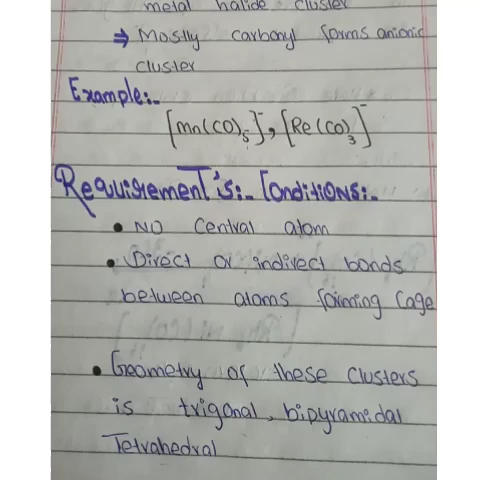 metal halide cluster
⇒ Mostly carbonyl forms anionic
cluster
Example:-
[Mn(CO)₅]⁻, [Re(CO)₃]⁻
Requirement's:- Conditions:-
• NO Central atom
• Direct or indirect bonds
between atoms forming Cage
• Geometry of these clusters
is trigonal, bipyramidal
Tetrahedral